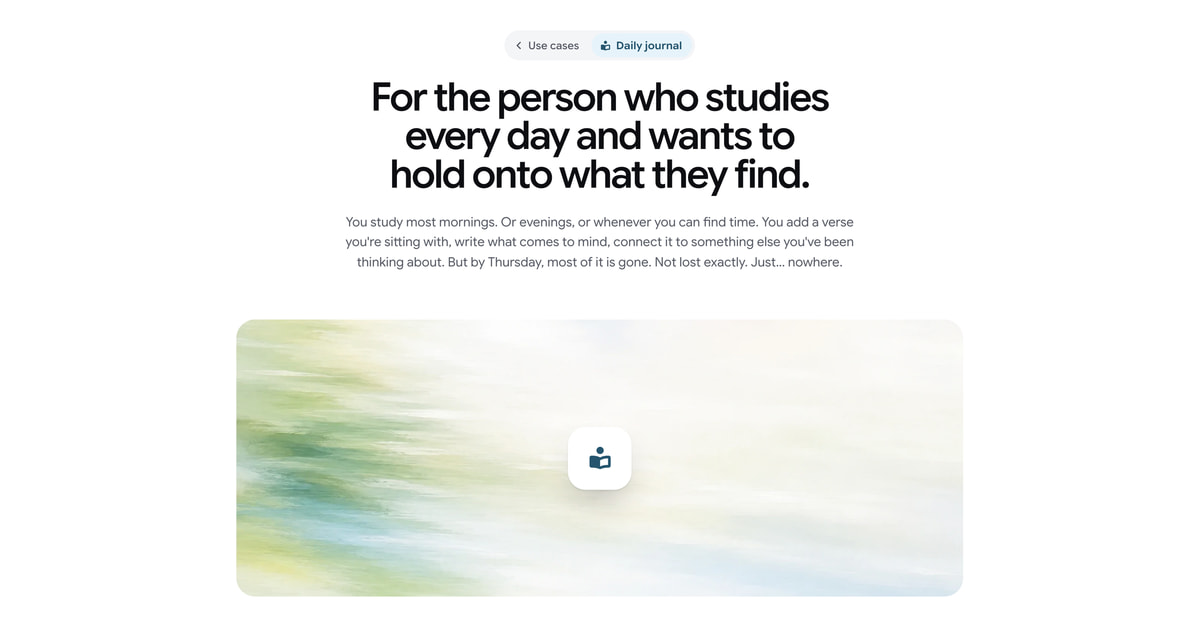 Use cases
Daily journal
For the person who studies
every day and wants to
hold onto what they find.
You study most mornings. Or evenings, or whenever you can find time. You add a verse
you're sitting with, write what comes to mind, connect it to something else you've been
thinking about. But by Thursday, most of it is gone. Not lost exactly. Just... nowhere.